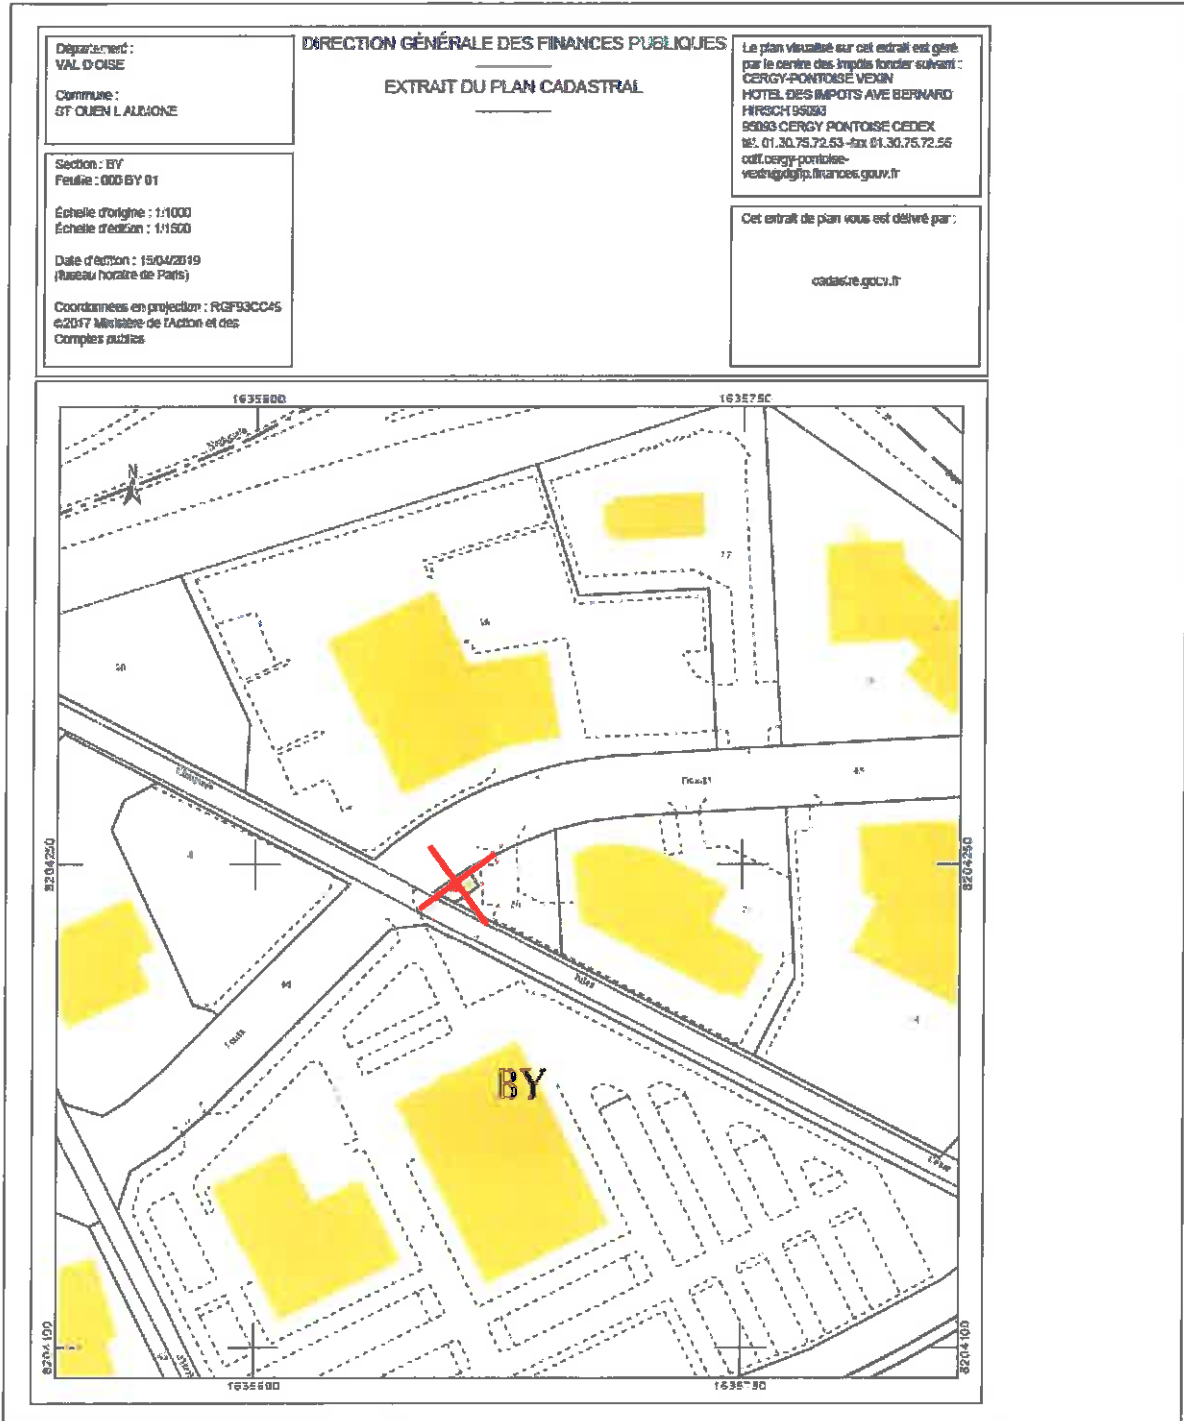 Département :
VAL D OISE
Commune :
ST OUEN L AUMONE
Section : BY
Feuille : 000 BY 01
Échelle d'origine : 1/1000
Échelle d'édition : 1/1500
Date d'édition : 15/04/2019
(fuseau horaire de Paris)
Coordonnées en projection : RGF93CC49
©2017 Ministère de l'Action et des
Comptes publics
DIRECTION GÉNÉRALE DES FINANCES PUBLIQUES
EXTRAIT DU PLAN CADASTRAL
Le plan visualisé sur cet extrait est géré
par le centre des impôts foncier suivant :
CERGY-PONTOISE VEXIN
HOTEL DES IMPOTS AVE BERNARD
HIRSCH 95093
95093 CERGY PONTOISE CEDEX
tél. 01.30.75.72.53 -fax 01.30.75.72.55
cdif.cergy-pontoise-
vexin@dgfip.finances.gouv.fr
Cet extrait de plan vous est délivré par :
cadastre.gouv.fr
1635600
1635750
N
8204250
8204250
BY
8204100
8204100
1635600
1635750